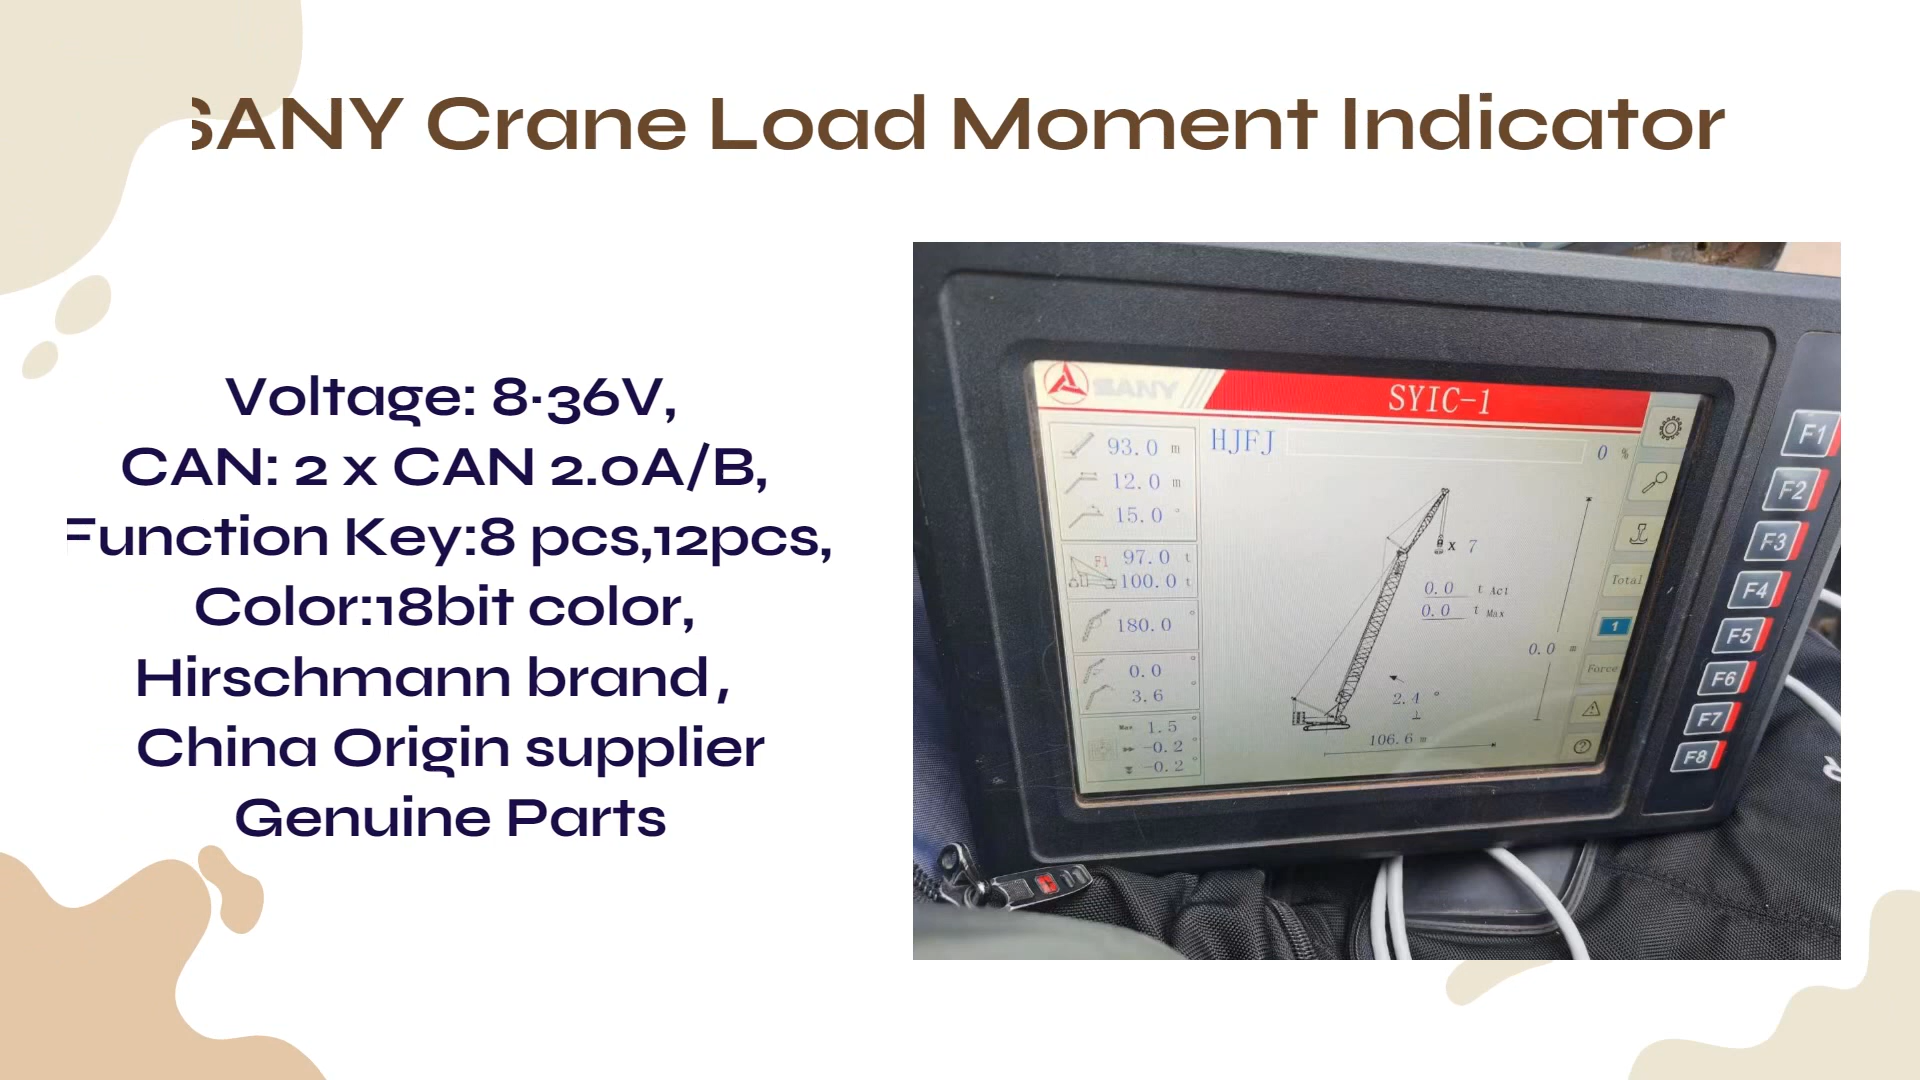 SANY Crane Load Moment Indicator
Voltage: 8-36V,
CAN: 2 x CAN 2.0A/B,
Function Key:8 pcs,12pcs,
Color:18bit color,
Hirschmann brand,
China Origin supplier
Genuine Parts
SANY
SYIC-1
93.0 m
12.0 m
15.0 °
F1 97.0 t
100.0 t
180.0 °
0.0 °
3.6 °
Max 1.5 °
-0.2 °
-0.2 °
HJFJ
0 %
x 7
0.0 t Act
0.0 t Max
0.0 m
2.4 °
106.6 m
Total
1
Force
F1
F2
F3
F4
F5
F6
F7
F8